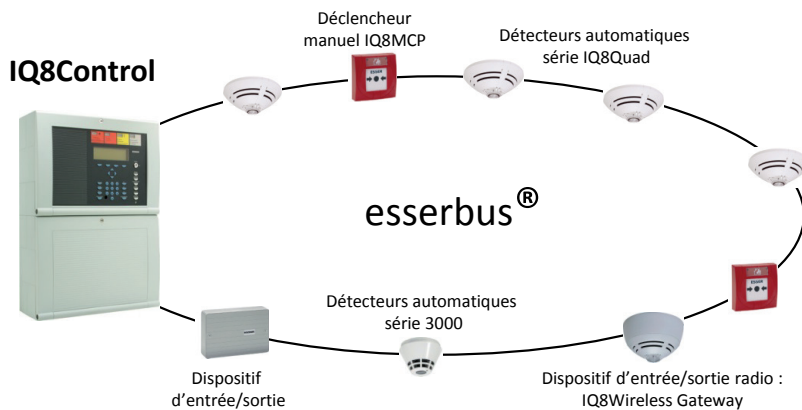 Déclencheur
manuel IQ8MCP
Détecteurs automatiques
série IQ8Quad
IQ8Control
esserbus®
Détecteurs automatiques
série 3000
Dispositif
d'entrée/sortie
Dispositif d'entrée/sortie radio :
IQ8Wireless Gateway